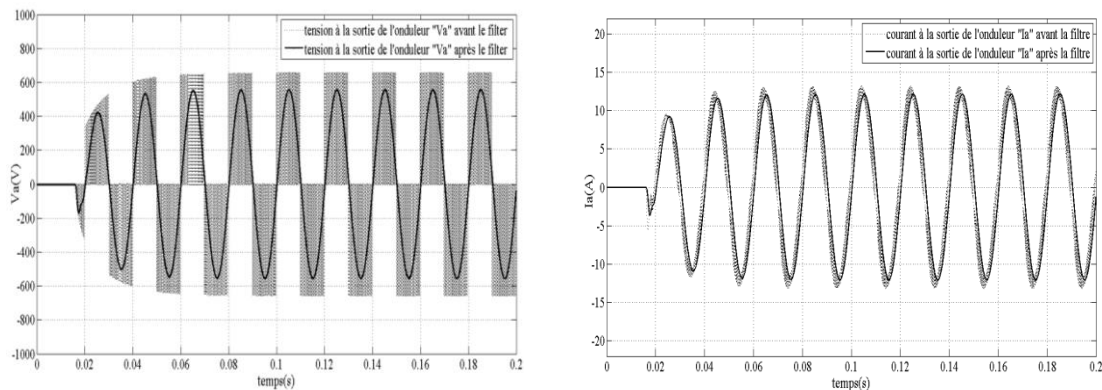 1000
800
600
400
200
0
-200
-400
-600
-800
-1000
Va(V)
tension à la sortie de l'onduleur "Va" avant le filter
tension à la sortie de l'onduleur "Va" après le filter
0 0.02 0.04 0.06 0.08 0.1 0.12 0.14 0.16 0.18 0.2
temps(s)
20
15
10
5
0
-5
-10
-15
-20
Ia(A)
courant à la sortie de l'onduleur "Ia" avant la filtre
courant à la sortie de l'onduleur "Ia" après la filtre
0 0.02 0.04 0.06 0.08 0.1 0.12 0.14 0.16 0.18 0.2
temps(s)